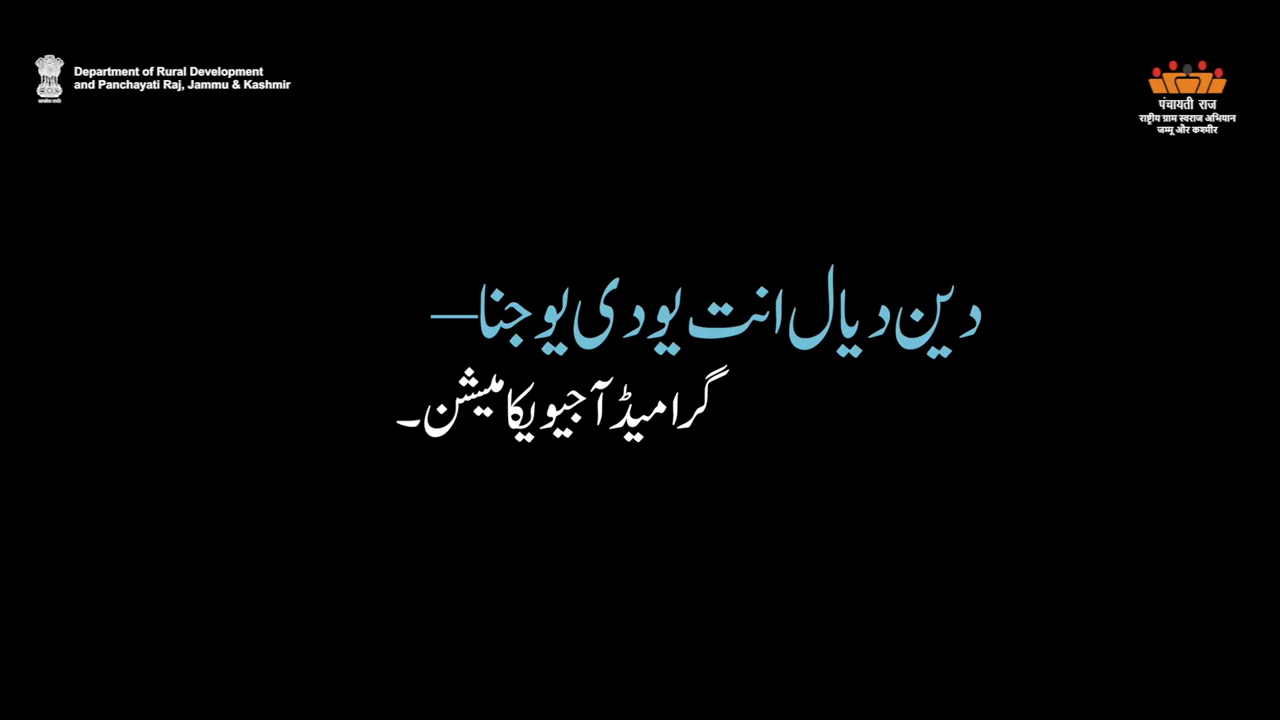 Department of Rural Development
and Panchayati Raj, Jammu & Kashmir
पंचायती राज
राष्ट्रीय ग्राम स्वराज अभियान
जम्मू और कश्मीर
دین دیال انت یودی یوجنا—
گرامیڈ آجیویکا میشن۔